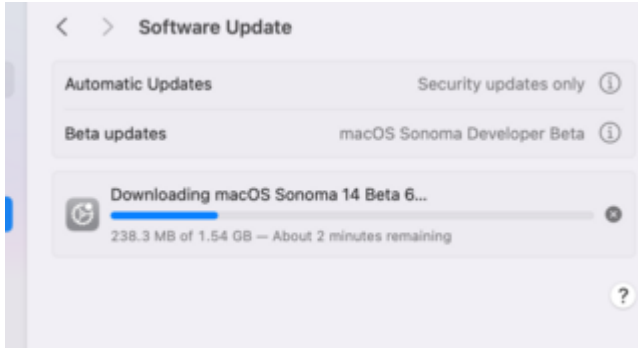 Software Update
Automatic Updates Security updates only
Beta updates macOS Sonoma Developer Beta
Downloading macOS Sonoma 14 Beta 6...
238.3 MB of 1.54 GB — About 2 minutes remaining
?